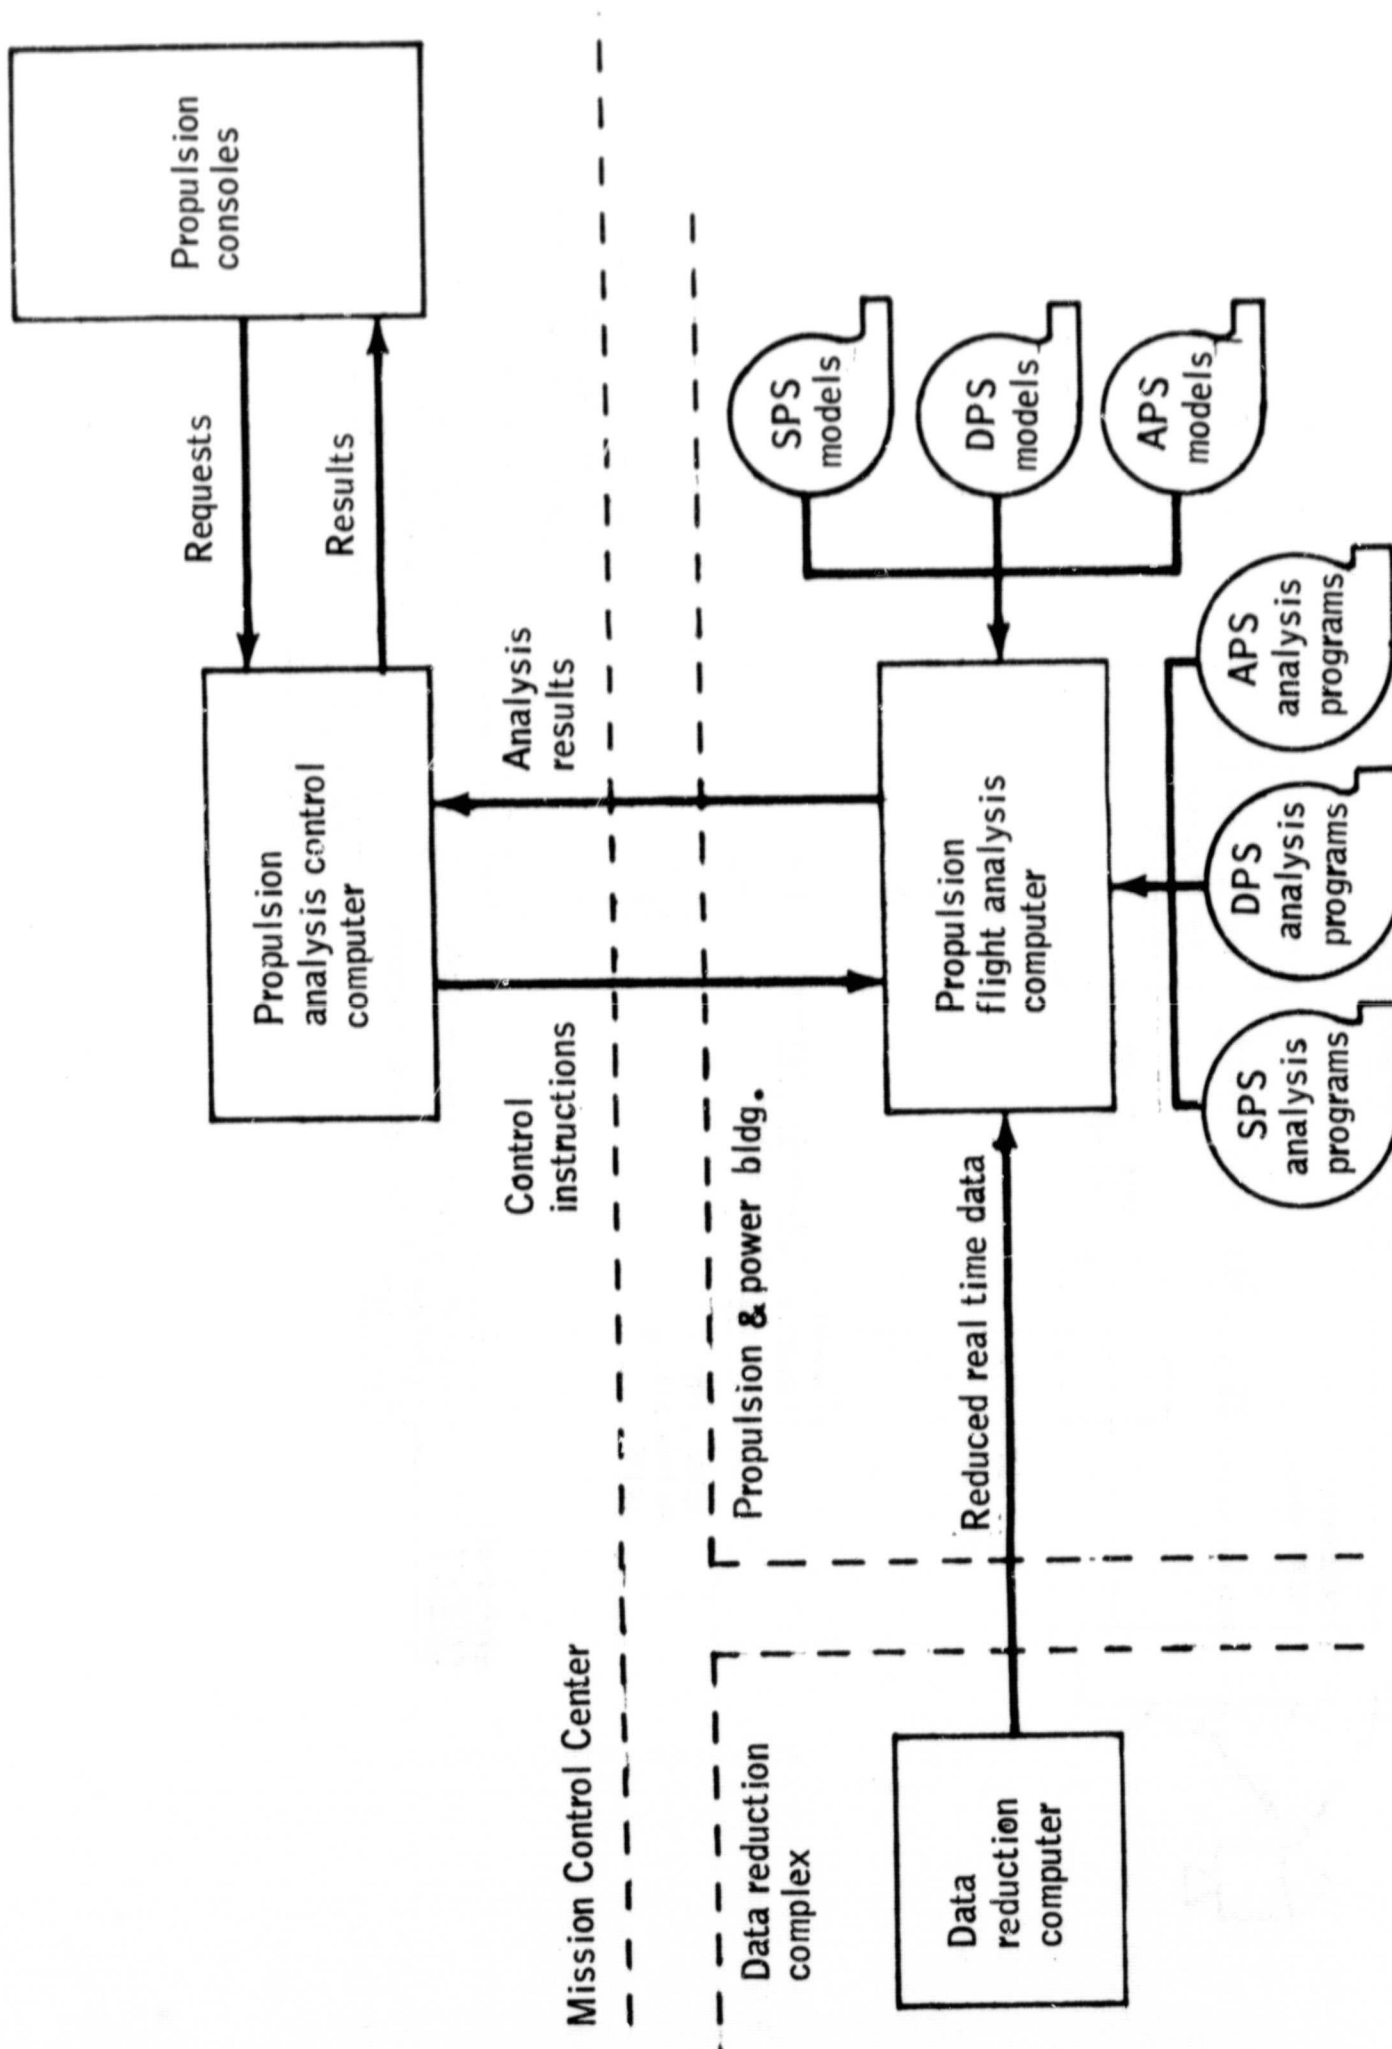 Mission Control Center
Propulsion
analysis control
computer
Requests
Results
Propulsion
consoles
Control
instructions
Analysis
results
Data reduction
complex
Propulsion & power bldg.
Data
reduction
computer
Reduced real time data
Propulsion
flight analysis
computer
SPS
models
DPS
models
APS
models
SPS
analysis
programs
DPS
analysis
programs
APS
analysis
programs